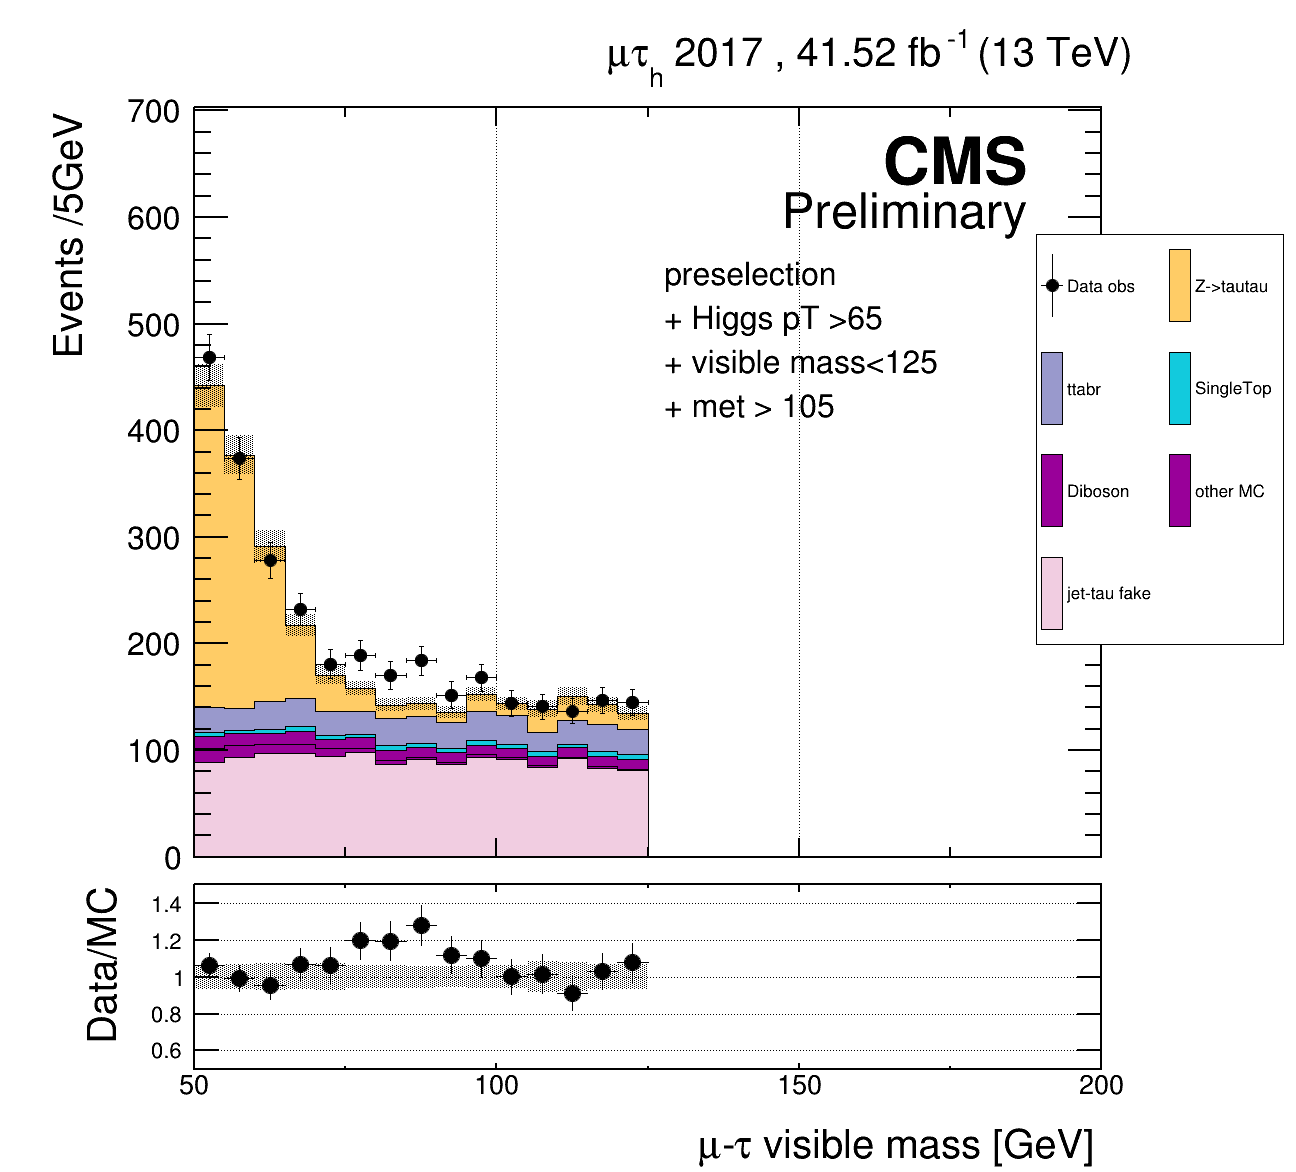 μτh 2017 , 41.52 fb-1 (13 TeV)
Events /5GeV
700
600
500
400
300
200
100
0
CMS
Preliminary
preselection
+ Higgs pT >65
+ visible mass<125
+ met > 105
Data obs
Z->tautau
ttabr
SingleTop
Diboson
other MC
jet-tau fake
Data/MC
1.4
1.2
1
0.8
0.6
50 100 150 200
μ-τ visible mass [GeV]